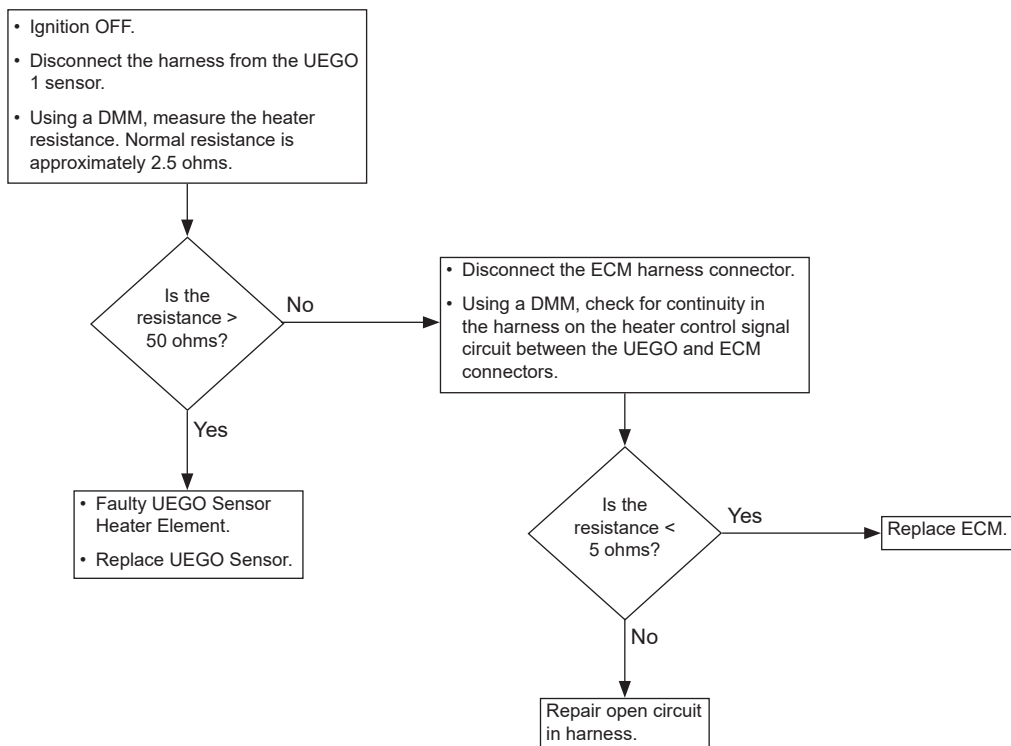 • Ignition OFF.
• Disconnect the harness from the UEGO
1 sensor.
• Using a DMM, measure the heater
resistance. Normal resistance is
approximately 2.5 ohms.
Is the
resistance >
50 ohms?
No
Yes
• Faulty UEGO Sensor
Heater Element.
• Replace UEGO Sensor.
• Disconnect the ECM harness connector.
• Using a DMM, check for continuity in
the harness on the heater control signal
circuit between the UEGO and ECM
connectors.
Is the
resistance <
5 ohms?
Yes
Replace ECM.
No
Repair open circuit
in harness.